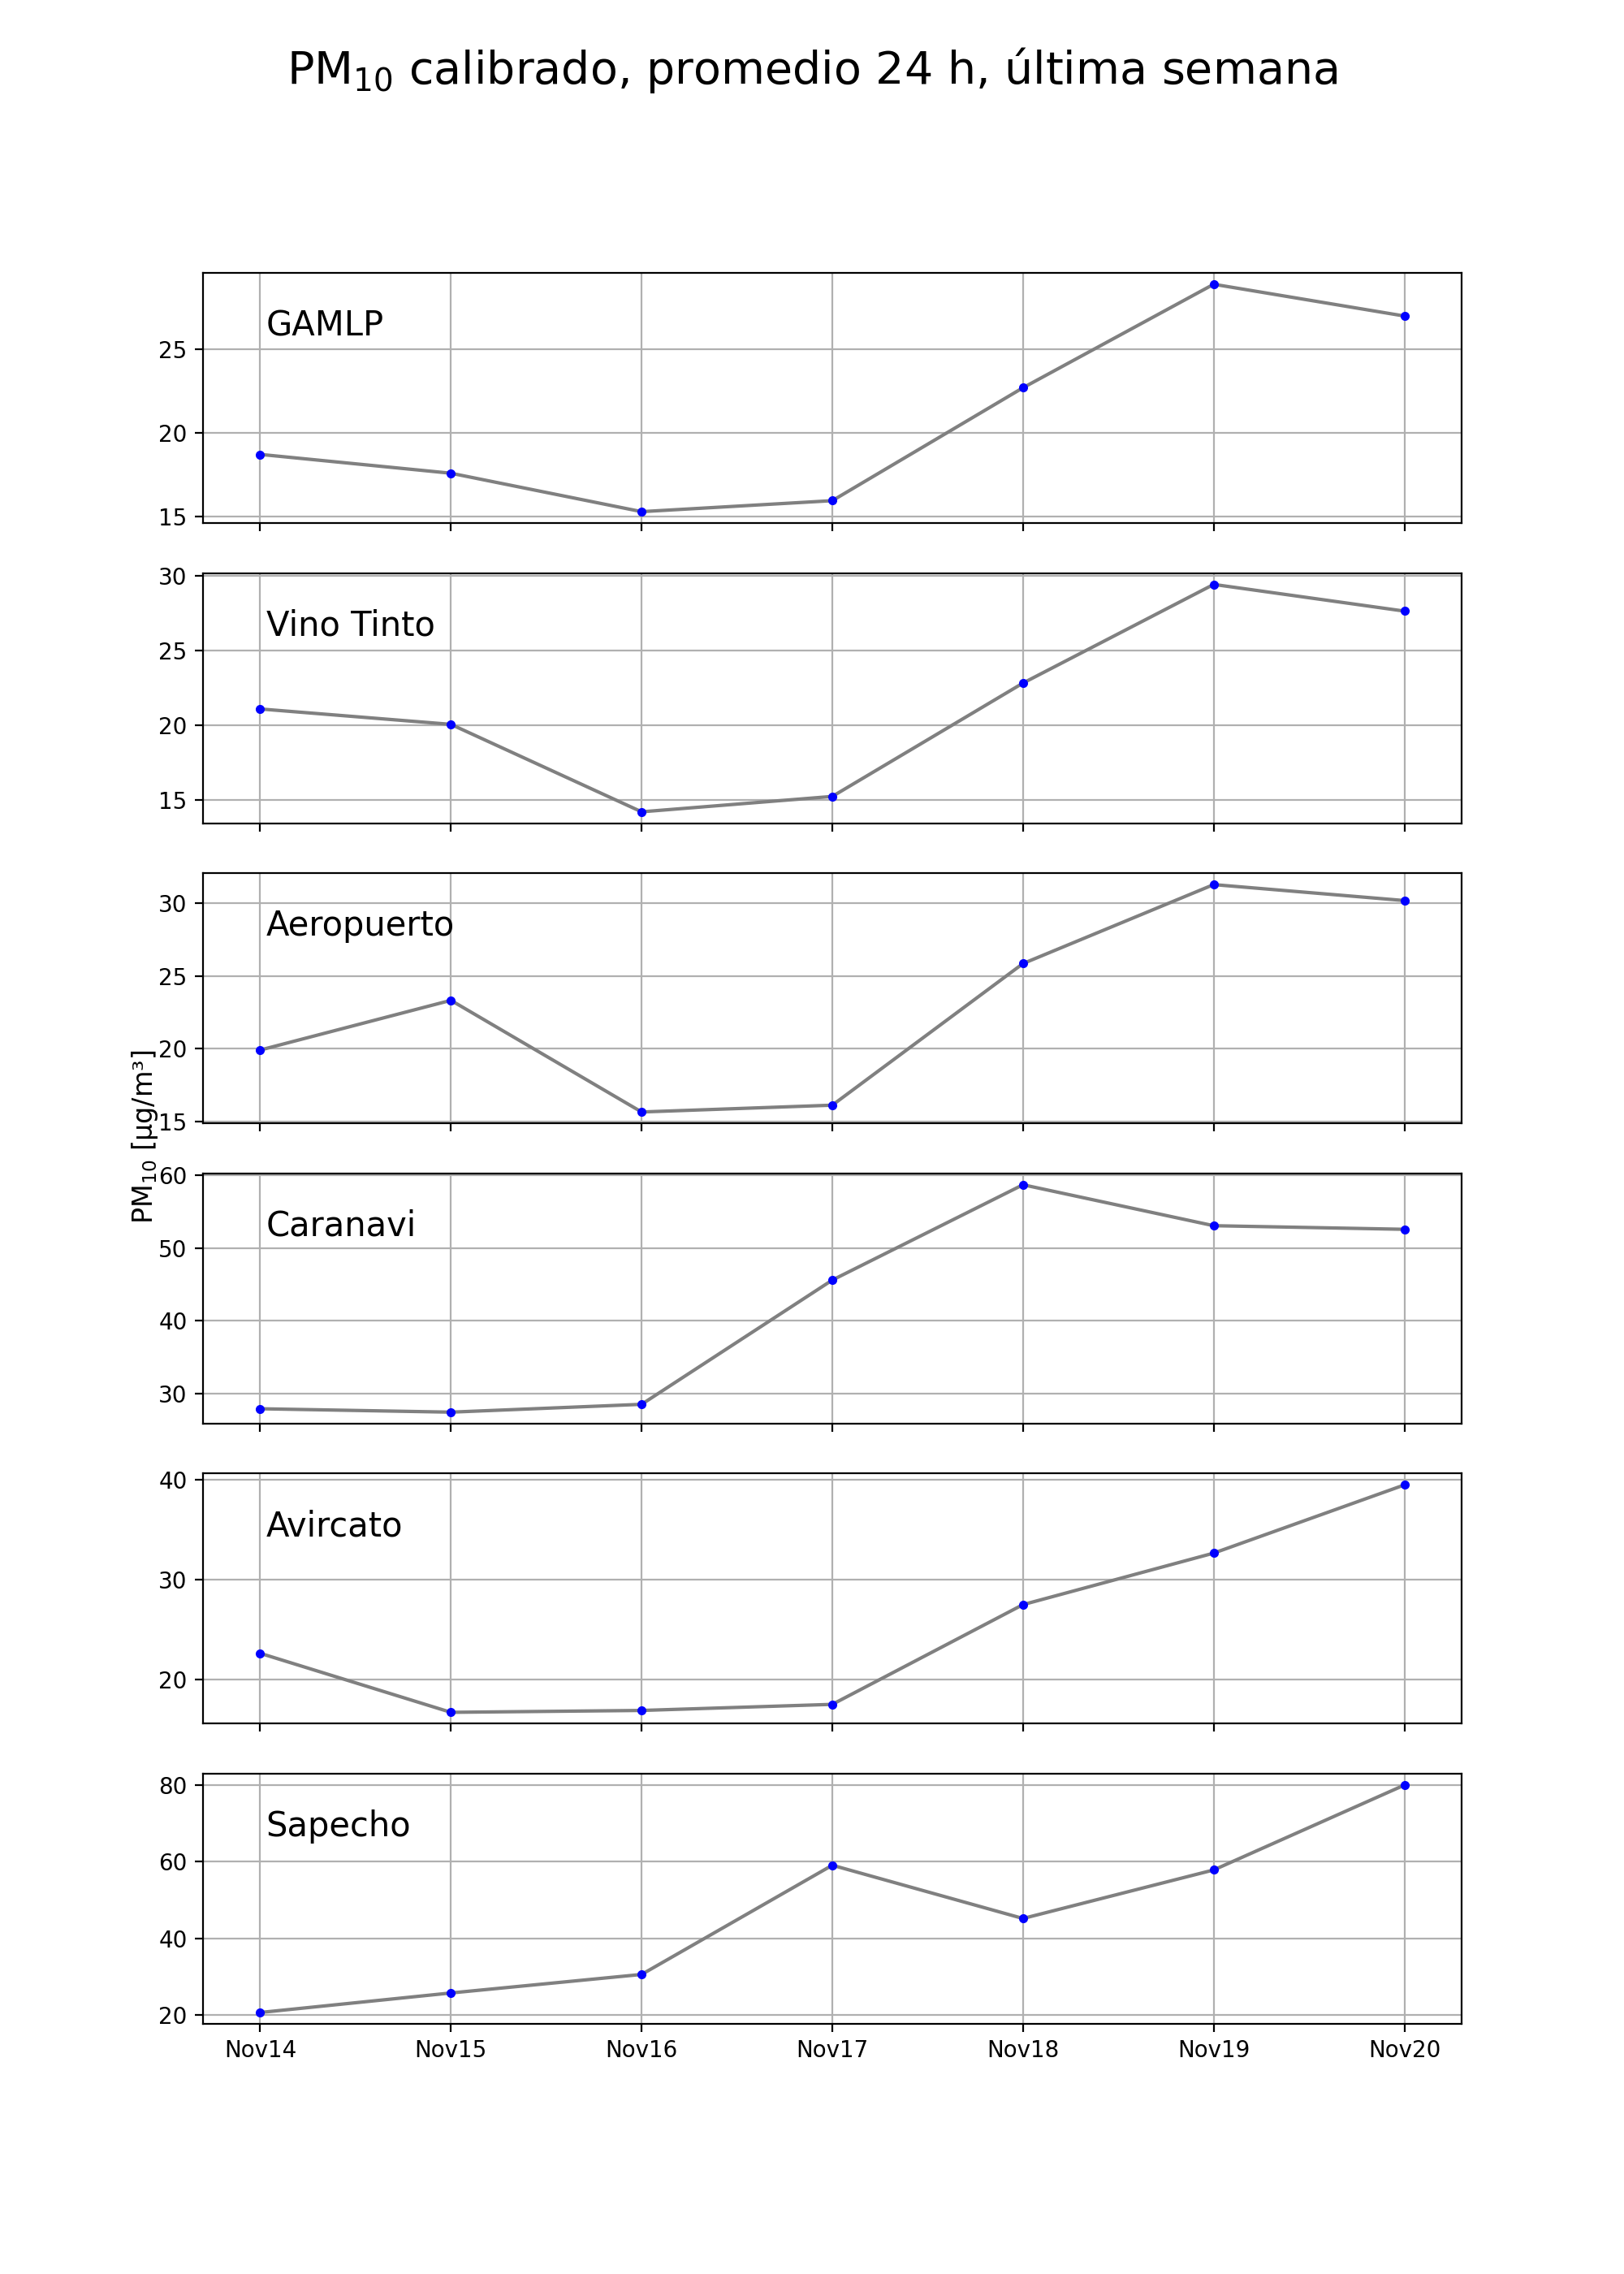 PM₁₀ calibrado, promedio 24 h, última semana
PM₁₀ [µg/m³]
GAMLP
25
20
15
Vino Tinto
30
25
20
15
Aeropuerto
30
25
20
15
Caranavi
60
50
40
30
Avircato
40
30
20
Sapecho
80
60
40
20
Nov14 Nov15 Nov16 Nov17 Nov18 Nov19 Nov20